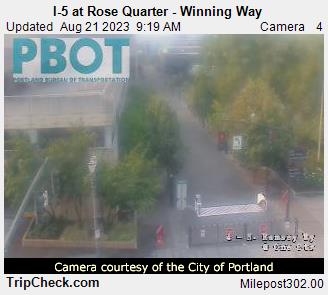 I-5 at Rose Quarter - Winning Way
Updated Aug 21 2023 9:19 AM Camera 4
PBOT
PORTLAND BUREAU OF TRANSPORTATION
Camera courtesy of the City of Portland
TripCheck.com Milepost302.00